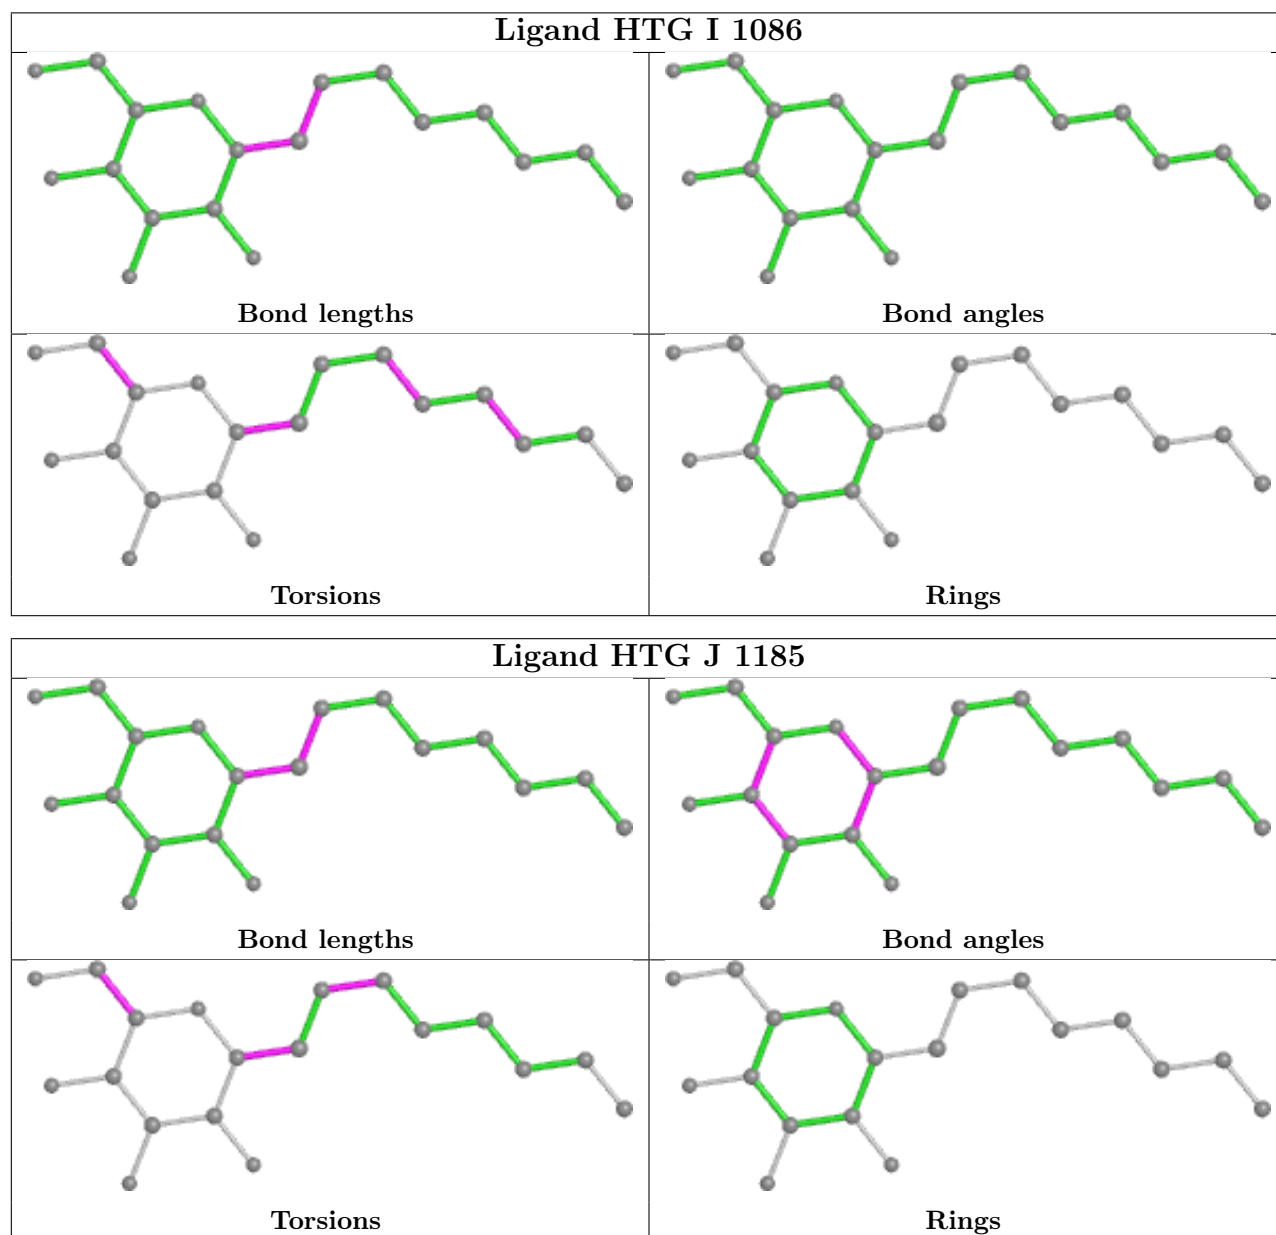 Ligand HTG I 1086
Bond lengths
Bond angles
Torsions
Rings
Ligand HTG J 1185
Bond lengths
Bond angles
Torsions
Rings